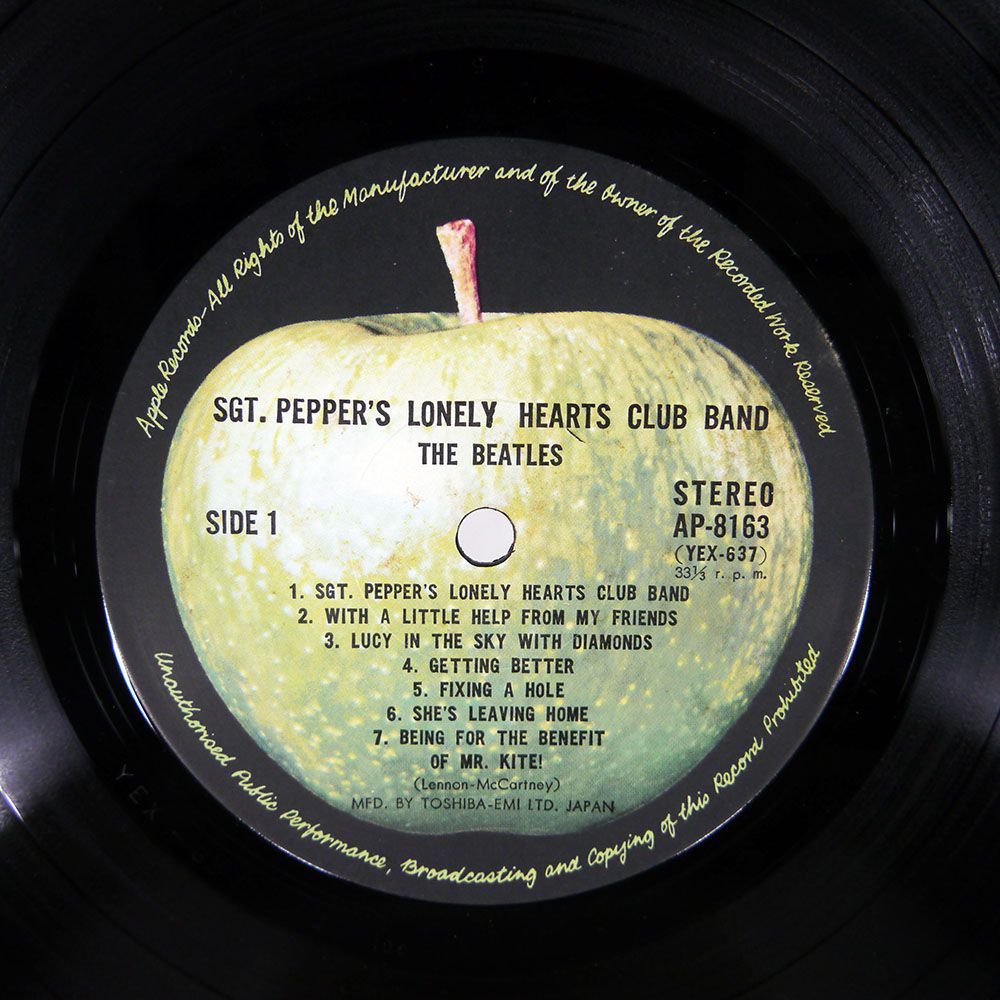 Apple Records-All Rights of the Manufacturer and of the Owner of the Recorded Work Reserved
SGT. PEPPER'S LONELY HEARTS CLUB BAND
THE BEATLES
SIDE 1
STEREO
AP-8163
(YEX-637)
33⅓ r. p. m.
1. SGT. PEPPER'S LONELY HEARTS CLUB BAND
2. WITH A LITTLE HELP FROM MY FRIENDS
3. LUCY IN THE SKY WITH DIAMONDS
4. GETTING BETTER
5. FIXING A HOLE
6. SHE'S LEAVING HOME
7. BEING FOR THE BENEFIT
OF MR. KITE!
(Lennon-McCartney)
MFD. BY TOSHIBA-EMI LTD. JAPAN
Unauthorised Public Performance, Broadcasting and Copying of this Record Prohibited